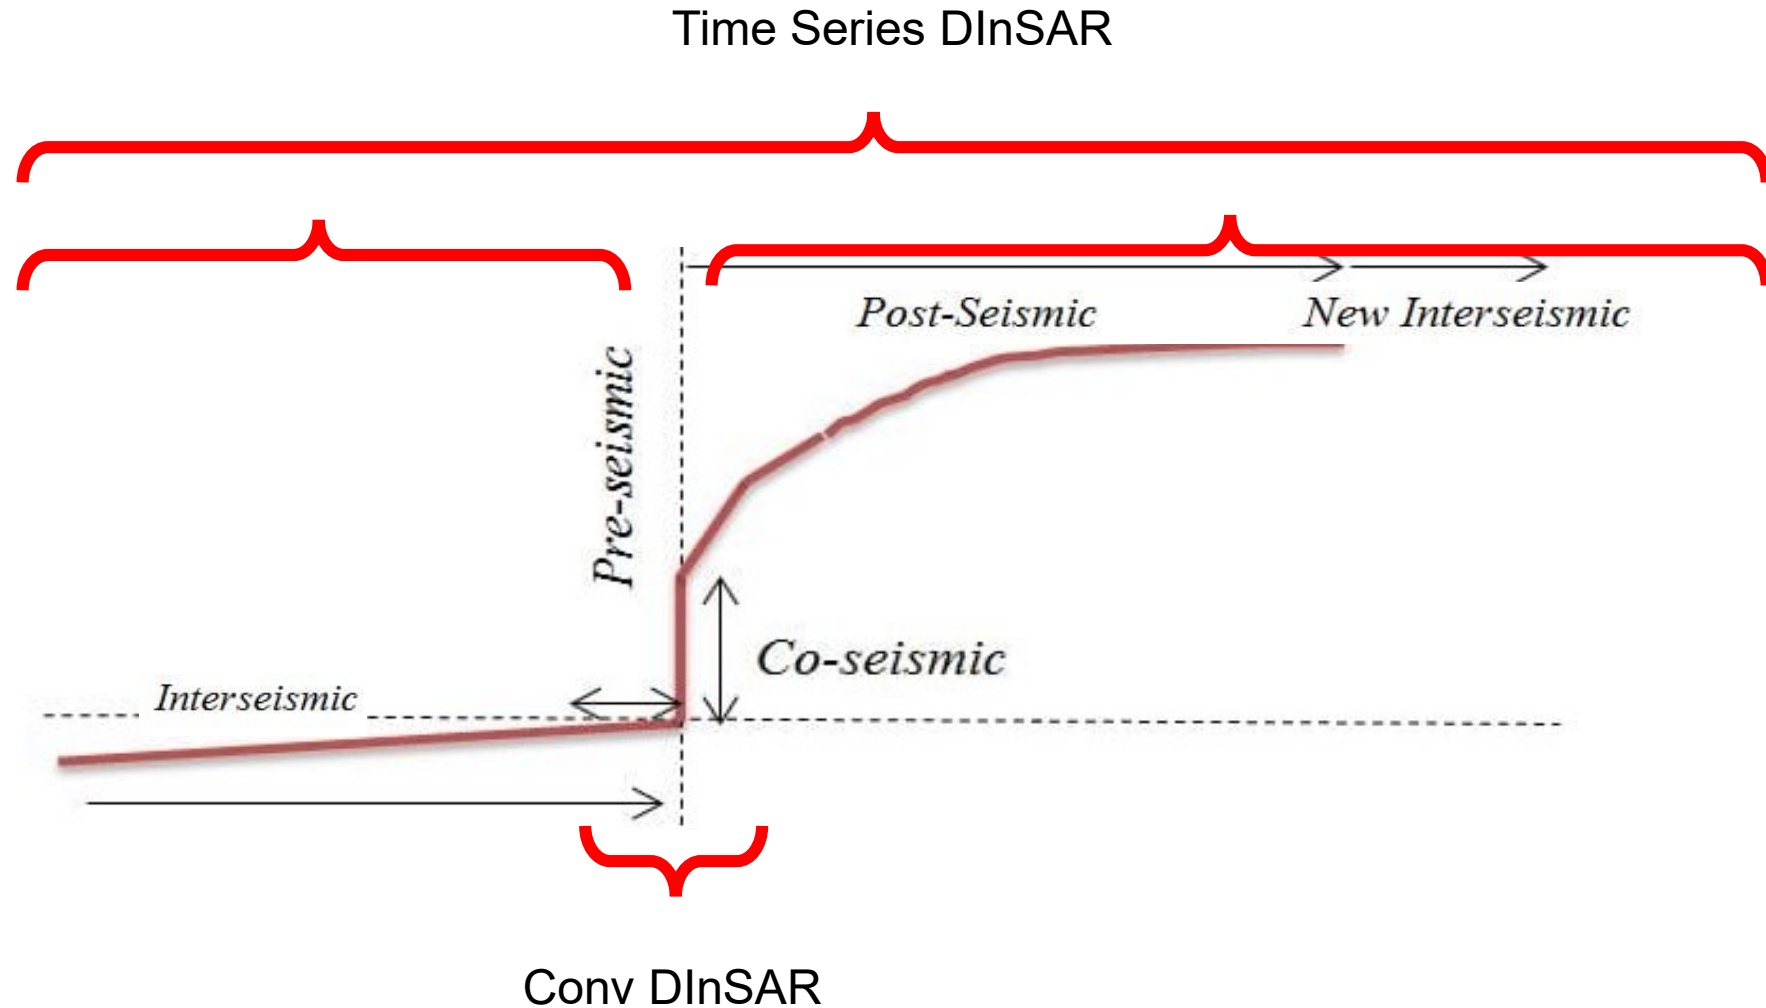 Time Series DInSAR
Post-Seismic
New Interseismic
Pre-seismic
Co-seismic
Interseismic
Conv DInSAR